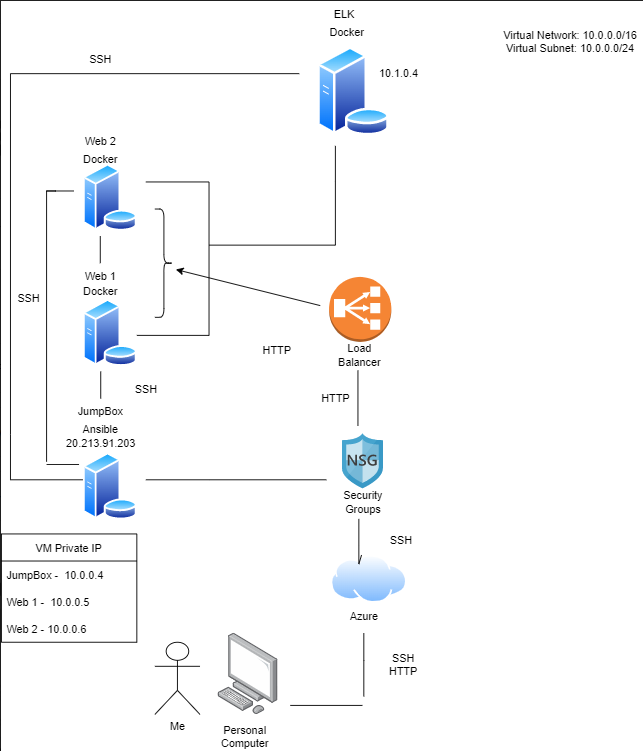 ELK
Docker
Virtual Network: 10.0.0.0/16
Virtual Subnet: 10.0.0.0/24
SSH
10.1.0.4
Web 2
Docker
Web 1
Docker
SSH
HTTP
Load
Balancer
SSH
HTTP
JumpBox
Ansible
20.213.91.203
NSG
Security
Groups
VM Private IP
JumpBox - 10.0.0.4
Web 1 - 10.0.0.5
Web 2 - 10.0.0.6
SSH
Azure
SSH
HTTP
Me
Personal
Computer